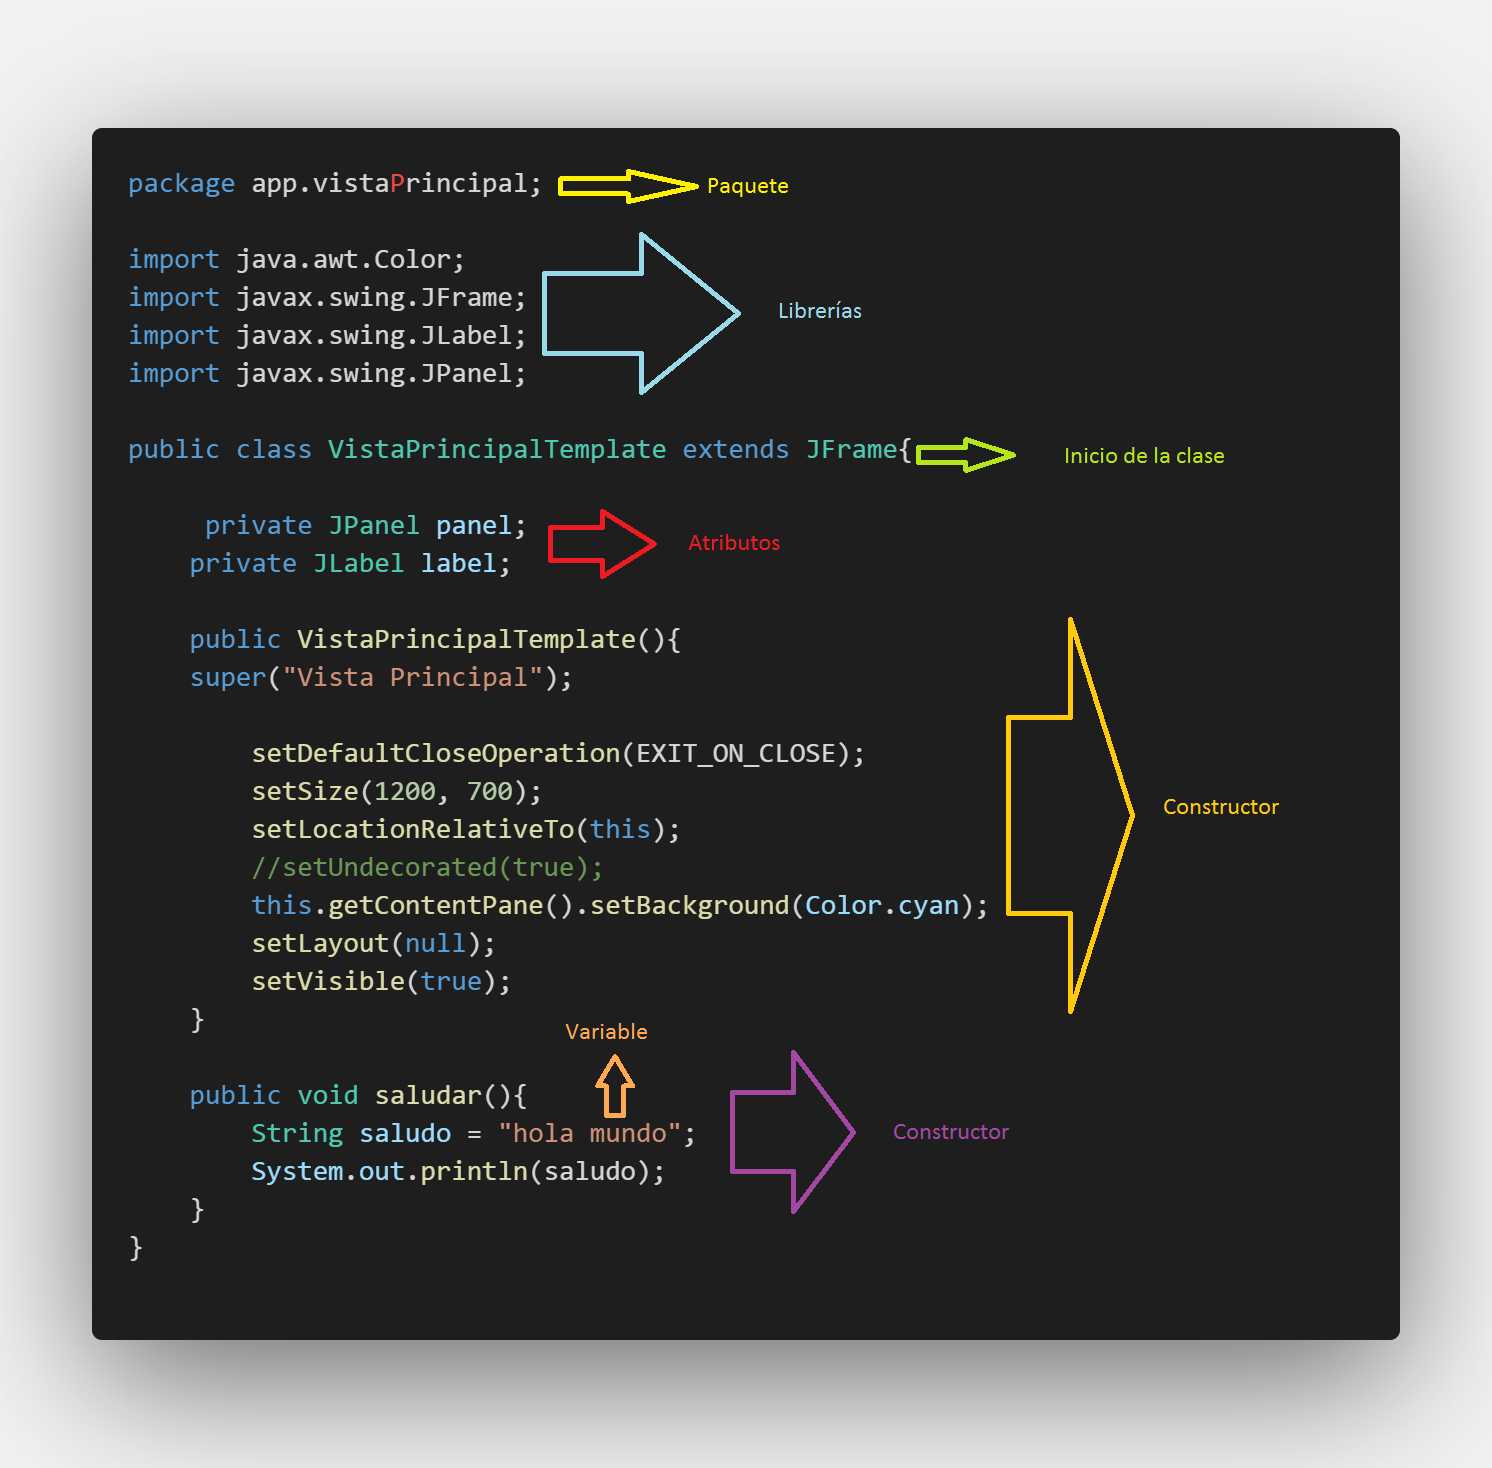 package app.vistaPrincipal; Paquete
import java.awt.Color;
import javax.swing.JFrame;
Librerías
import javax.swing.JLabel;
import javax.swing.JPanel;
public class VistaPrincipalTemplate extends JFrame{ Inicio de la clase
private JPanel panel;
Atributos
private JLabel label;
public VistaPrincipalTemplate(){
super("Vista Principal");
setDefaultCloseOperation(EXIT_ON_CLOSE);
setSize(1200, 700);
Constructor
setLocationRelativeTo(this);
//setUndecorated(true);
this.getContentPane().setBackground(Color.cyan);
setLayout(null);
setVisible(true);
}
Variable
public void saludar(){
String saludo = "hola mundo"; Constructor
System.out.println(saludo);
}
}